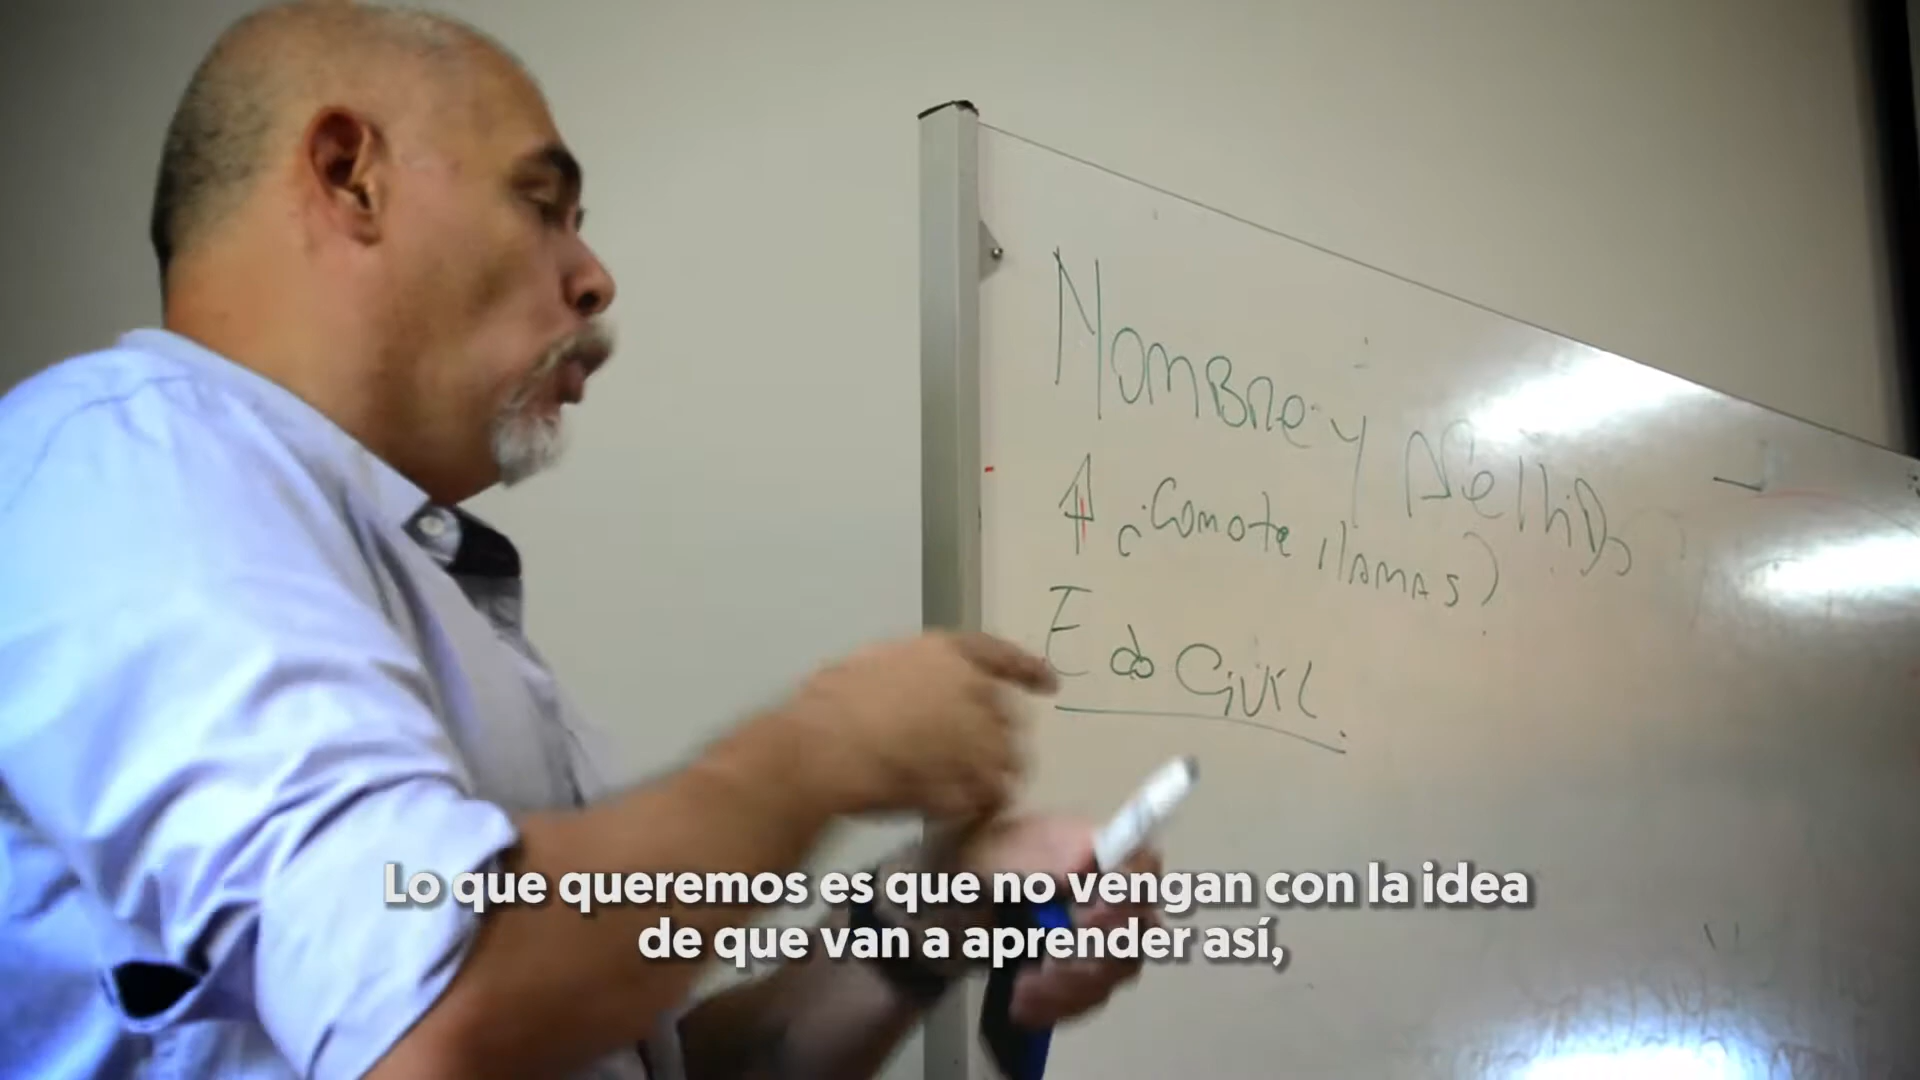 Nombre y Apellido
¿Como te llamas?
Edo Civil
Lo que queremos es que no vengan con la idea
de que van a aprender así,